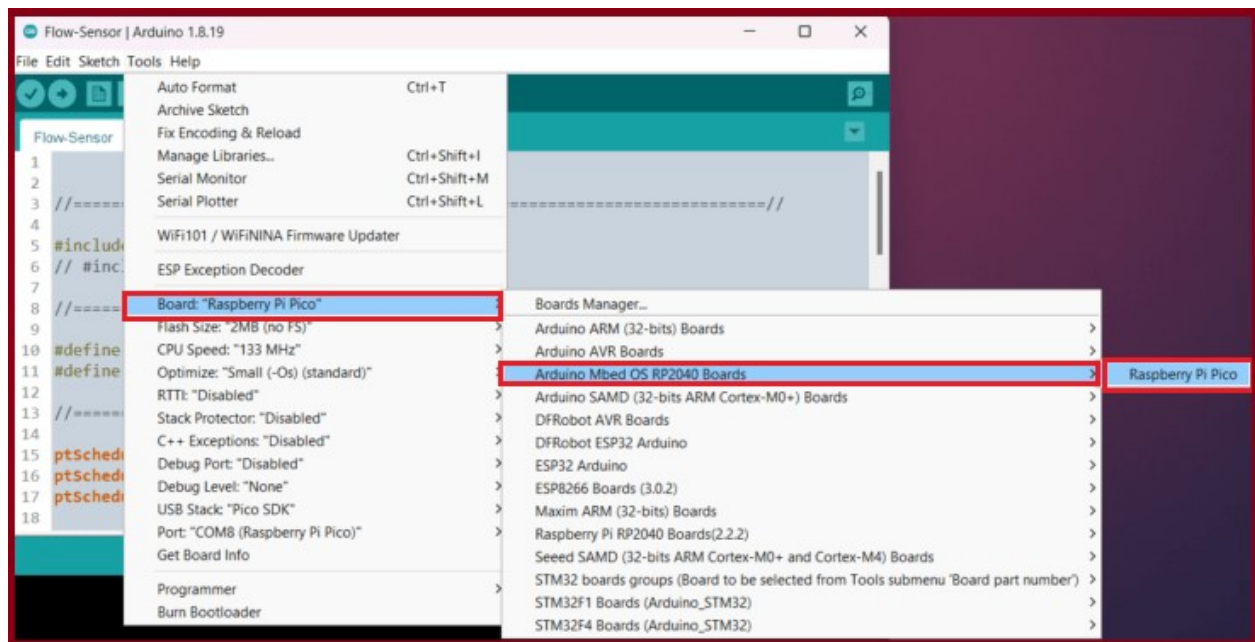 Flow-Sensor | Arduino 1.8.19
File Edit Sketch Tools Help
Flow-Sensor
1
2
3 //===== ===========================//
4
5 #include
6 // #inc
7
8 //=====
9
10 #define
11 #define
12
13 //=====
14
15 ptSched
16 ptSched
17 ptSched
18
Auto Format Ctrl+T
Archive Sketch
Fix Encoding & Reload
Manage Libraries... Ctrl+Shift+I
Serial Monitor Ctrl+Shift+M
Serial Plotter Ctrl+Shift+L
WiFi101 / WiFiNINA Firmware Updater
ESP Exception Decoder
Board: "Raspberry Pi Pico"
Flash Size: "2MB (no FS)"
CPU Speed: "133 MHz"
Optimize: "Small (-Os) (standard)"
RTTI: "Disabled"
Stack Protector: "Disabled"
C++ Exceptions: "Disabled"
Debug Port: "Disabled"
Debug Level: "None"
USB Stack: "Pico SDK"
Port: "COM8 (Raspberry Pi Pico)"
Get Board Info
Programmer
Burn Bootloader
Boards Manager...
Arduino ARM (32-bits) Boards
Arduino AVR Boards
Arduino Mbed OS RP2040 Boards
Arduino SAMD (32-bits ARM Cortex-M0+) Boards
DFRobot AVR Boards
DFRobot ESP32 Arduino
ESP32 Arduino
ESP8266 Boards (3.0.2)
Maxim ARM (32-bits) Boards
Raspberry Pi RP2040 Boards(2.2.2)
Seeed SAMD (32-bits ARM Cortex-M0+ and Cortex-M4) Boards
STM32 boards groups (Board to be selected from Tools submenu 'Board part number')
STM32F1 Boards (Arduino_STM32)
STM32F4 Boards (Arduino_STM32)
Raspberry Pi Pico